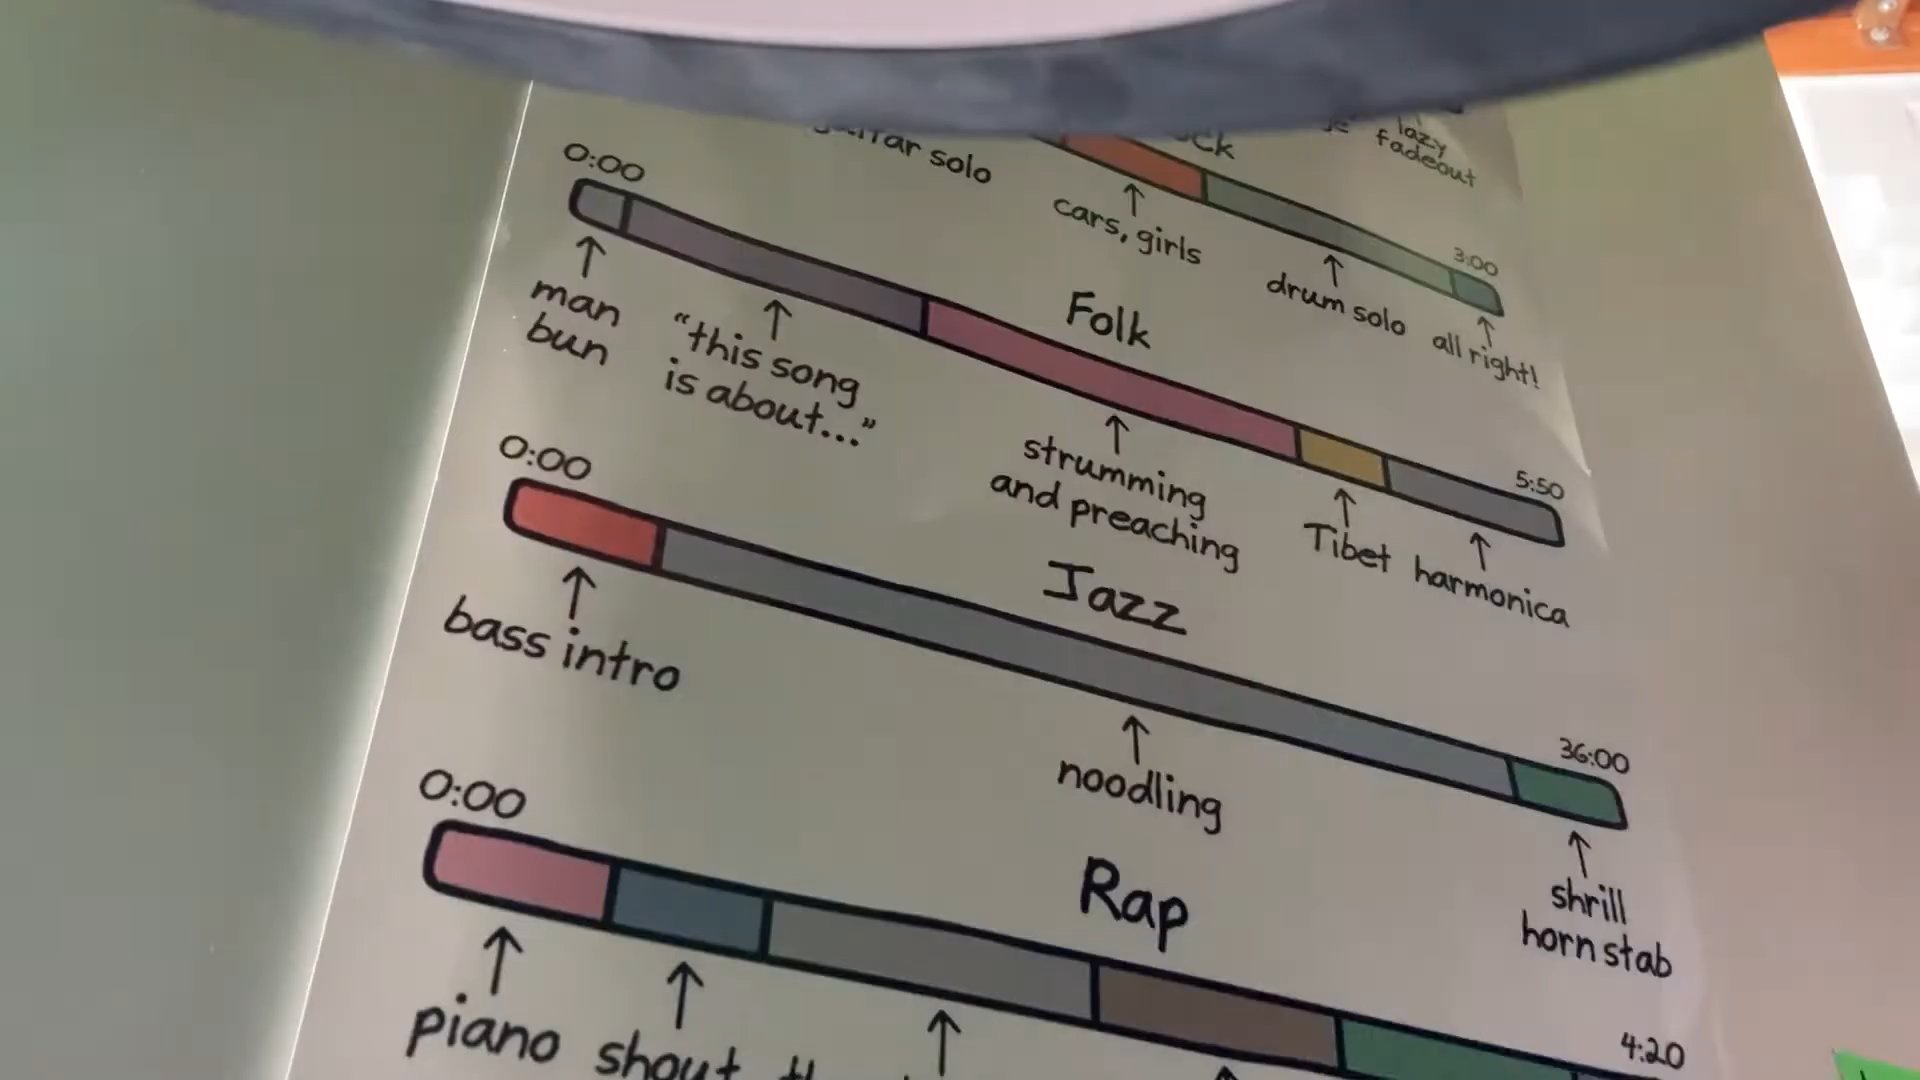 solo
lazy
fadeout
cars, girls
drum solo
3:00
all right!
0:00
Folk
man
bun
"this song
is about..."
strumming
and preaching
Tibet
harmonica
5:50
0:00
Jazz
bass intro
noodling
36:00
shrill
horn stab
0:00
Rap
piano
shout
4:20